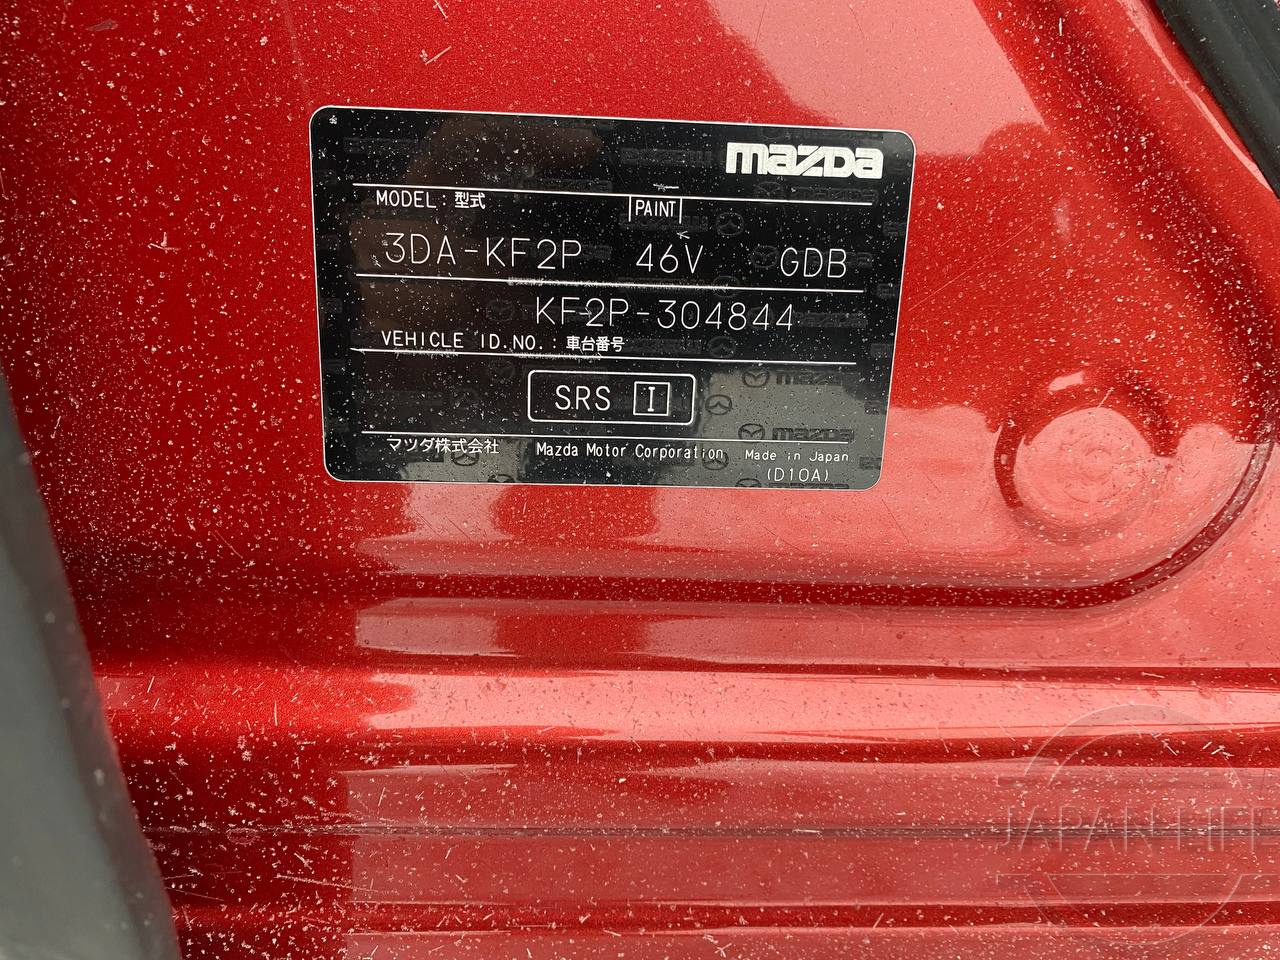 mazda
MODEL : 型式 PAINT
3DA-KF2P 46V GDB
KF2P-304844
VEHICLE ID.NO. : 車台番号
SRS I
マツダ株式会社 Mazda Motor Corporation Made in Japan
(D10A)
JAPAN LIFE